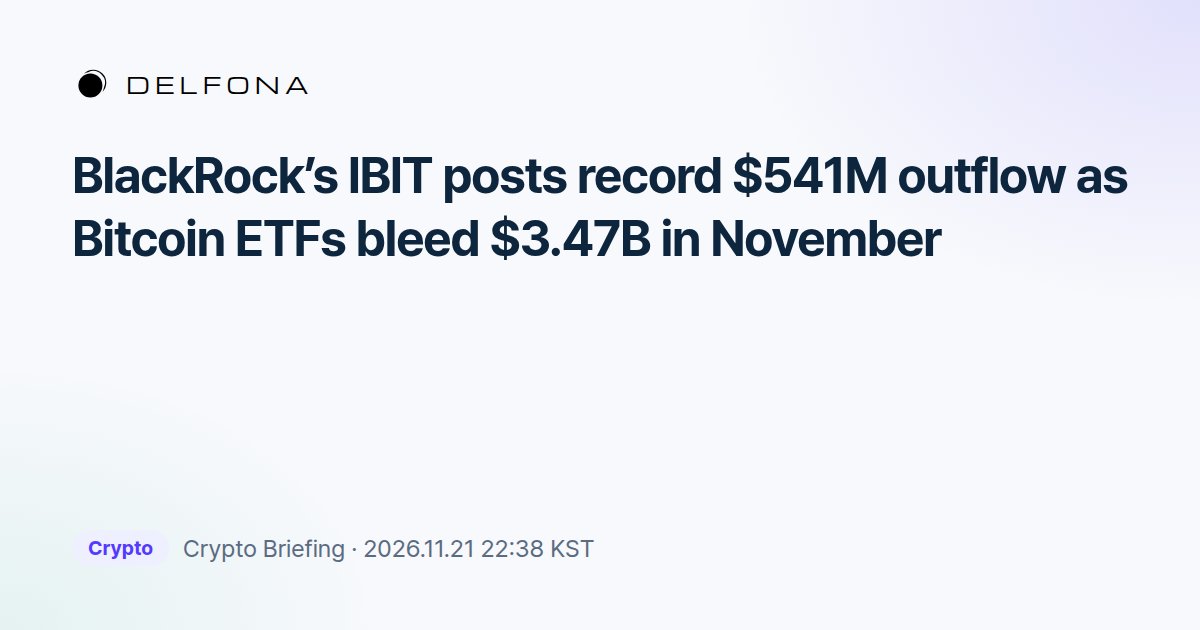 DELFONA
BlackRock’s IBIT posts record $541M outflow as
Bitcoin ETFs bleed $3.47B in November
Crypto Crypto Briefing · 2026.11.21 22:38 KST